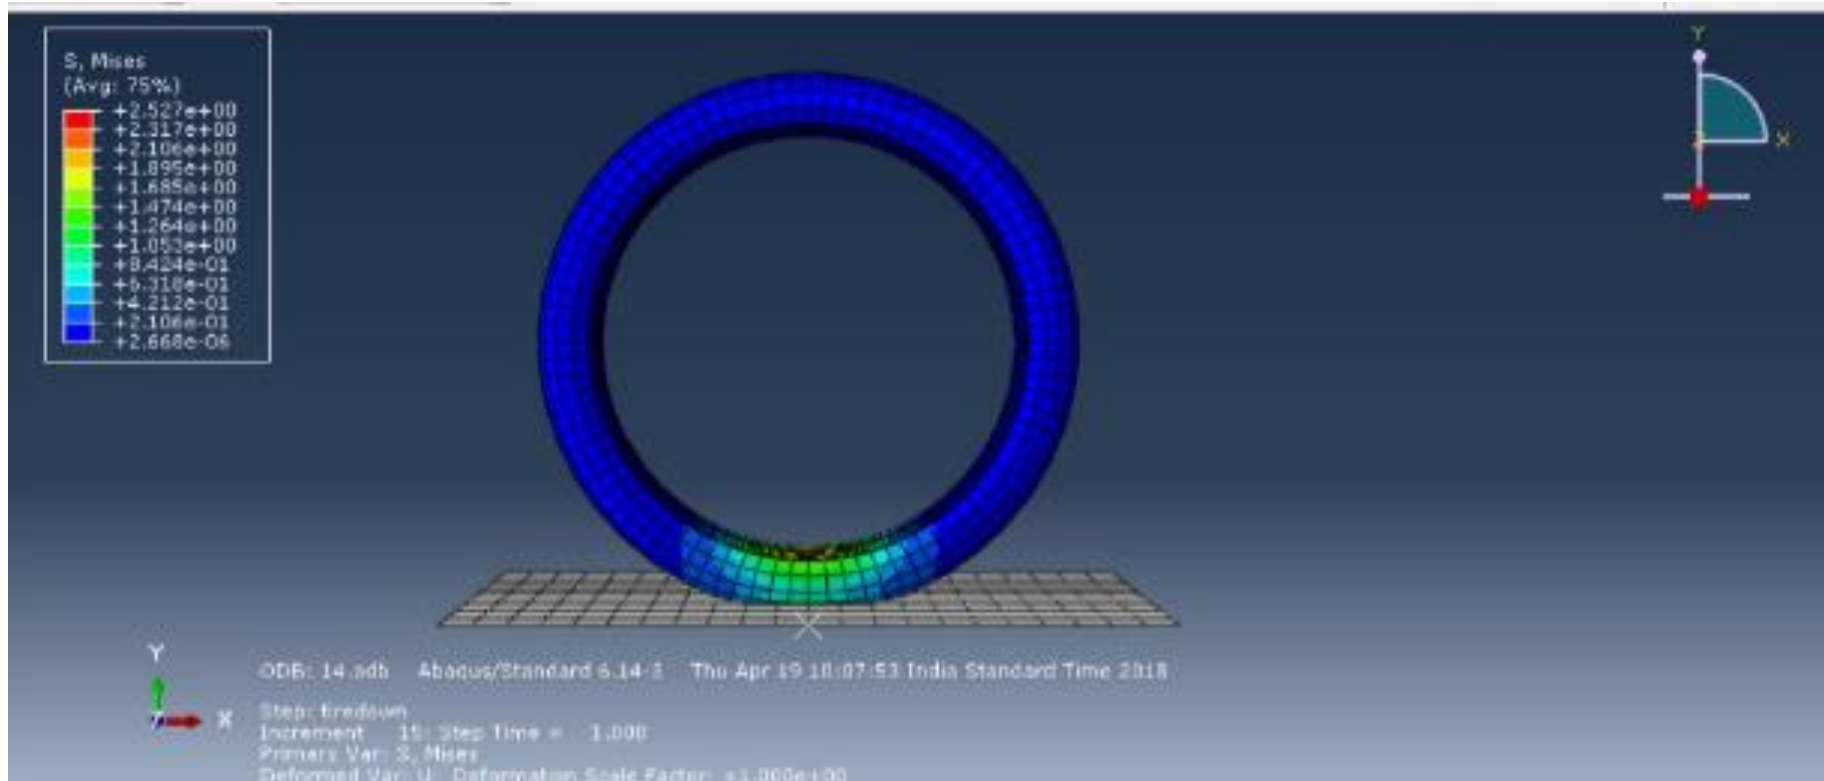 S, Mises
(Avg: 75%)
+2.527e+00
+2.317e+00
+2.106e+00
+1.895e+00
+1.685e+00
+1.474e+00
+1.264e+00
+1.053e+00
+8.424e-01
+6.318e-01
+4.212e-01
+2.106e-01
+2.668e-06
Y
X
Z
Y
X
ODB: 14.odb Abaqus/Standard 6.14-3 Thu Apr 19 10:07:53 India Standard Time 2018
Step: tiredown
Increment 15: Step Time = 1.000
Primary Var: S, Mises
Deformed Var: U Deformation Scale Factor: +1.000e+00